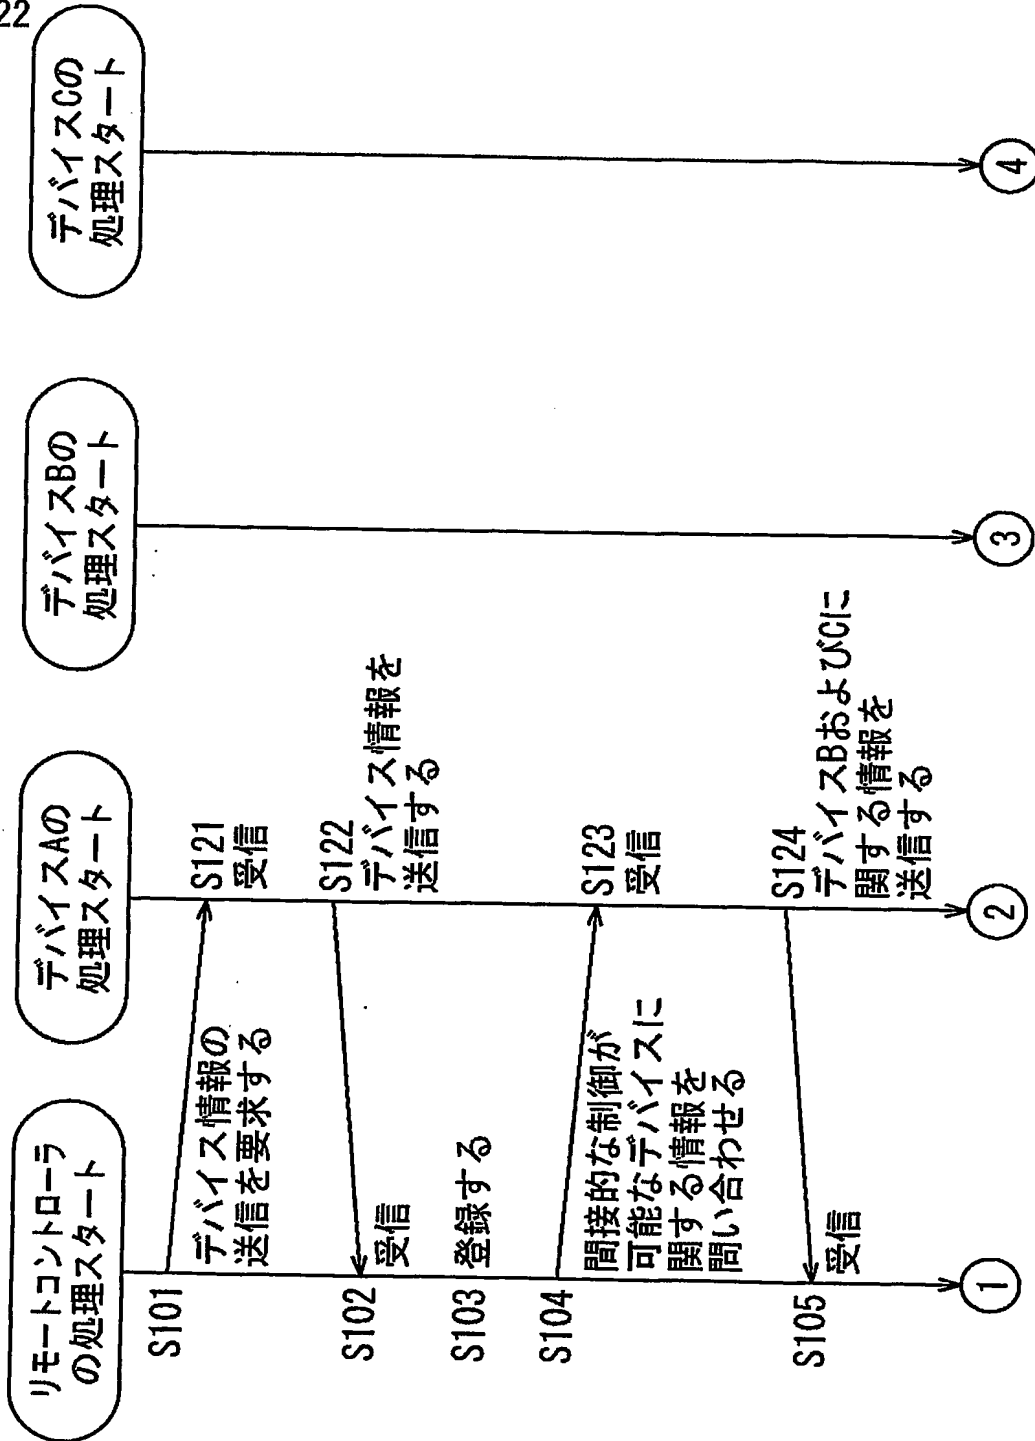 22
リモートコントローラ
の処理スタート
デバイスAの
処理スタート
デバイスBの
処理スタート
デバイスCの
処理スタート
S101
デバイス情報の
送信を要求する
S121
受信
S122
デバイス情報を
送信する
S102
受信
S103
登録する
S104
間接的な制御が
可能なデバイスに
関する情報を
問い合わせる
S123
受信
S124
デバイスBおよびCに
関する情報を
送信する
S105
受信
1
2
3
4